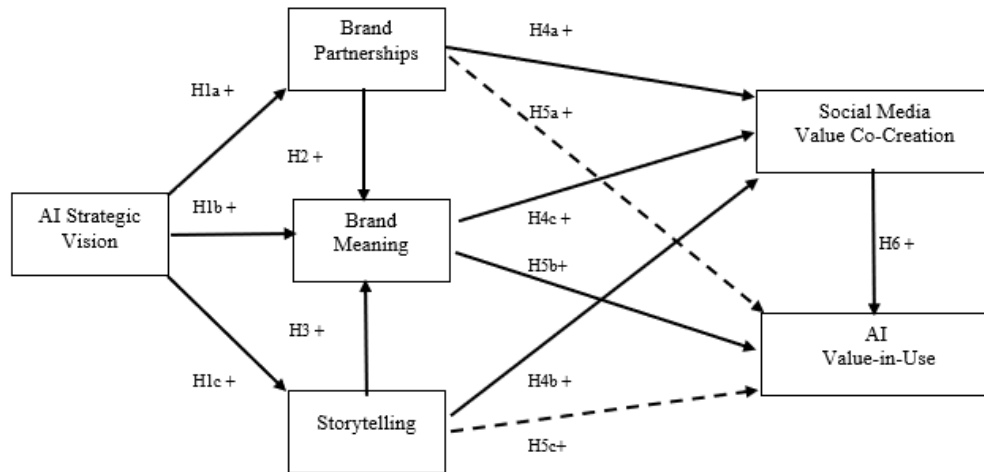 Brand
Partnerships
H4a +
H1a +
H5a +
Social Media
Value Co-Creation
H2 +
AI Strategic
Vision
H1b +
Brand
Meaning
H4c +
H6 +
H5b+
H3 +
AI
Value-in-Use
H1c +
H4b +
Storytelling
H5c+